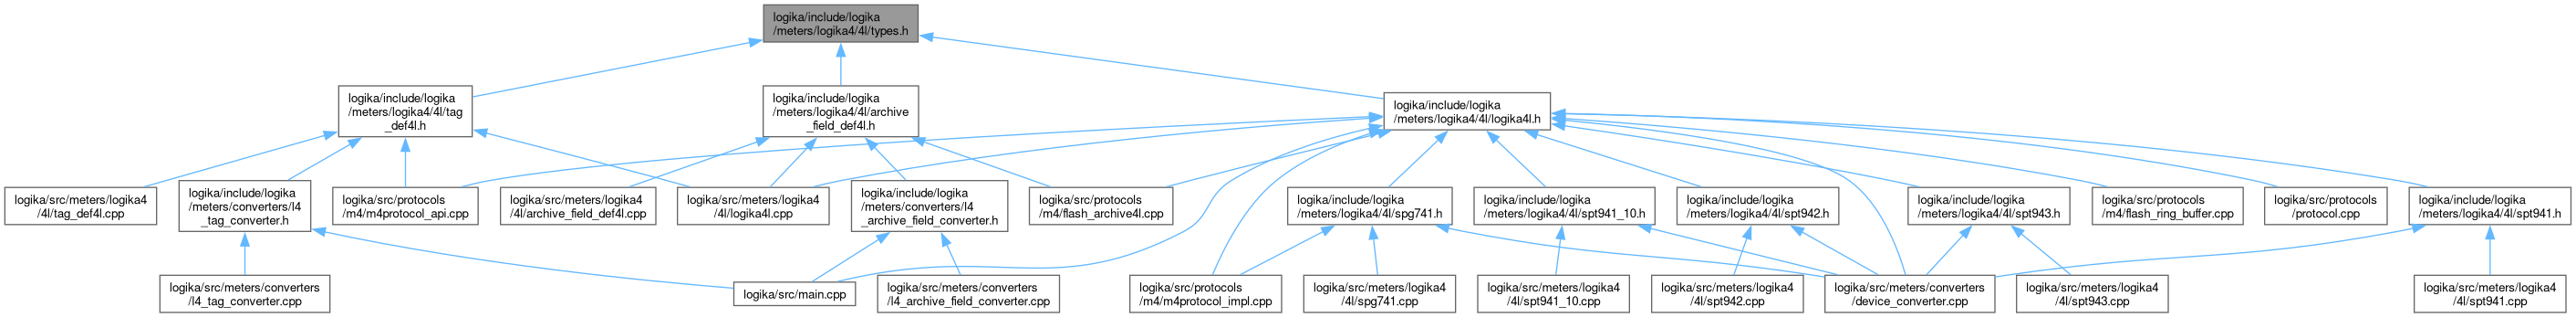 logika/include/logika
/meters/logika4/4l/types.h
logika/include/logika
/meters/logika4/4l/tag
_def4l.h
logika/include/logika
/meters/logika4/4l/archive
_field_def4l.h
logika/include/logika
/meters/logika4/4l/logika4l.h
logika/src/meters/logika4
/4l/tag_def4l.cpp
logika/include/logika
/meters/converters/l4
_tag_converter.h
logika/src/protocols
/m4/m4protocol_api.cpp
logika/src/meters/logika4
/4l/archive_field_def4l.cpp
logika/src/meters/logika4
/4l/logika4l.cpp
logika/include/logika
/meters/converters/l4
_archive_field_converter.h
logika/src/protocols
/m4/flash_archive4l.cpp
logika/include/logika
/meters/logika4/4l/spg741.h
logika/include/logika
/meters/logika4/4l/spt941_10.h
logika/include/logika
/meters/logika4/4l/spt942.h
logika/include/logika
/meters/logika4/4l/spt943.h
logika/src/protocols
/m4/flash_ring_buffer.cpp
logika/src/protocols
/protocol.cpp
logika/include/logika
/meters/logika4/4l/spt941.h
logika/src/meters/converters
/l4_tag_converter.cpp
logika/src/main.cpp
logika/src/meters/converters
/l4_archive_field_converter.cpp
logika/src/protocols
/m4/m4protocol_impl.cpp
logika/src/meters/logika4
/4l/spg741.cpp
logika/src/meters/logika4
/4l/spt941_10.cpp
logika/src/meters/logika4
/4l/spt942.cpp
logika/src/meters/converters
/device_converter.cpp
logika/src/meters/logika4
/4l/spt943.cpp
logika/src/meters/logika4
/4l/spt941.cpp